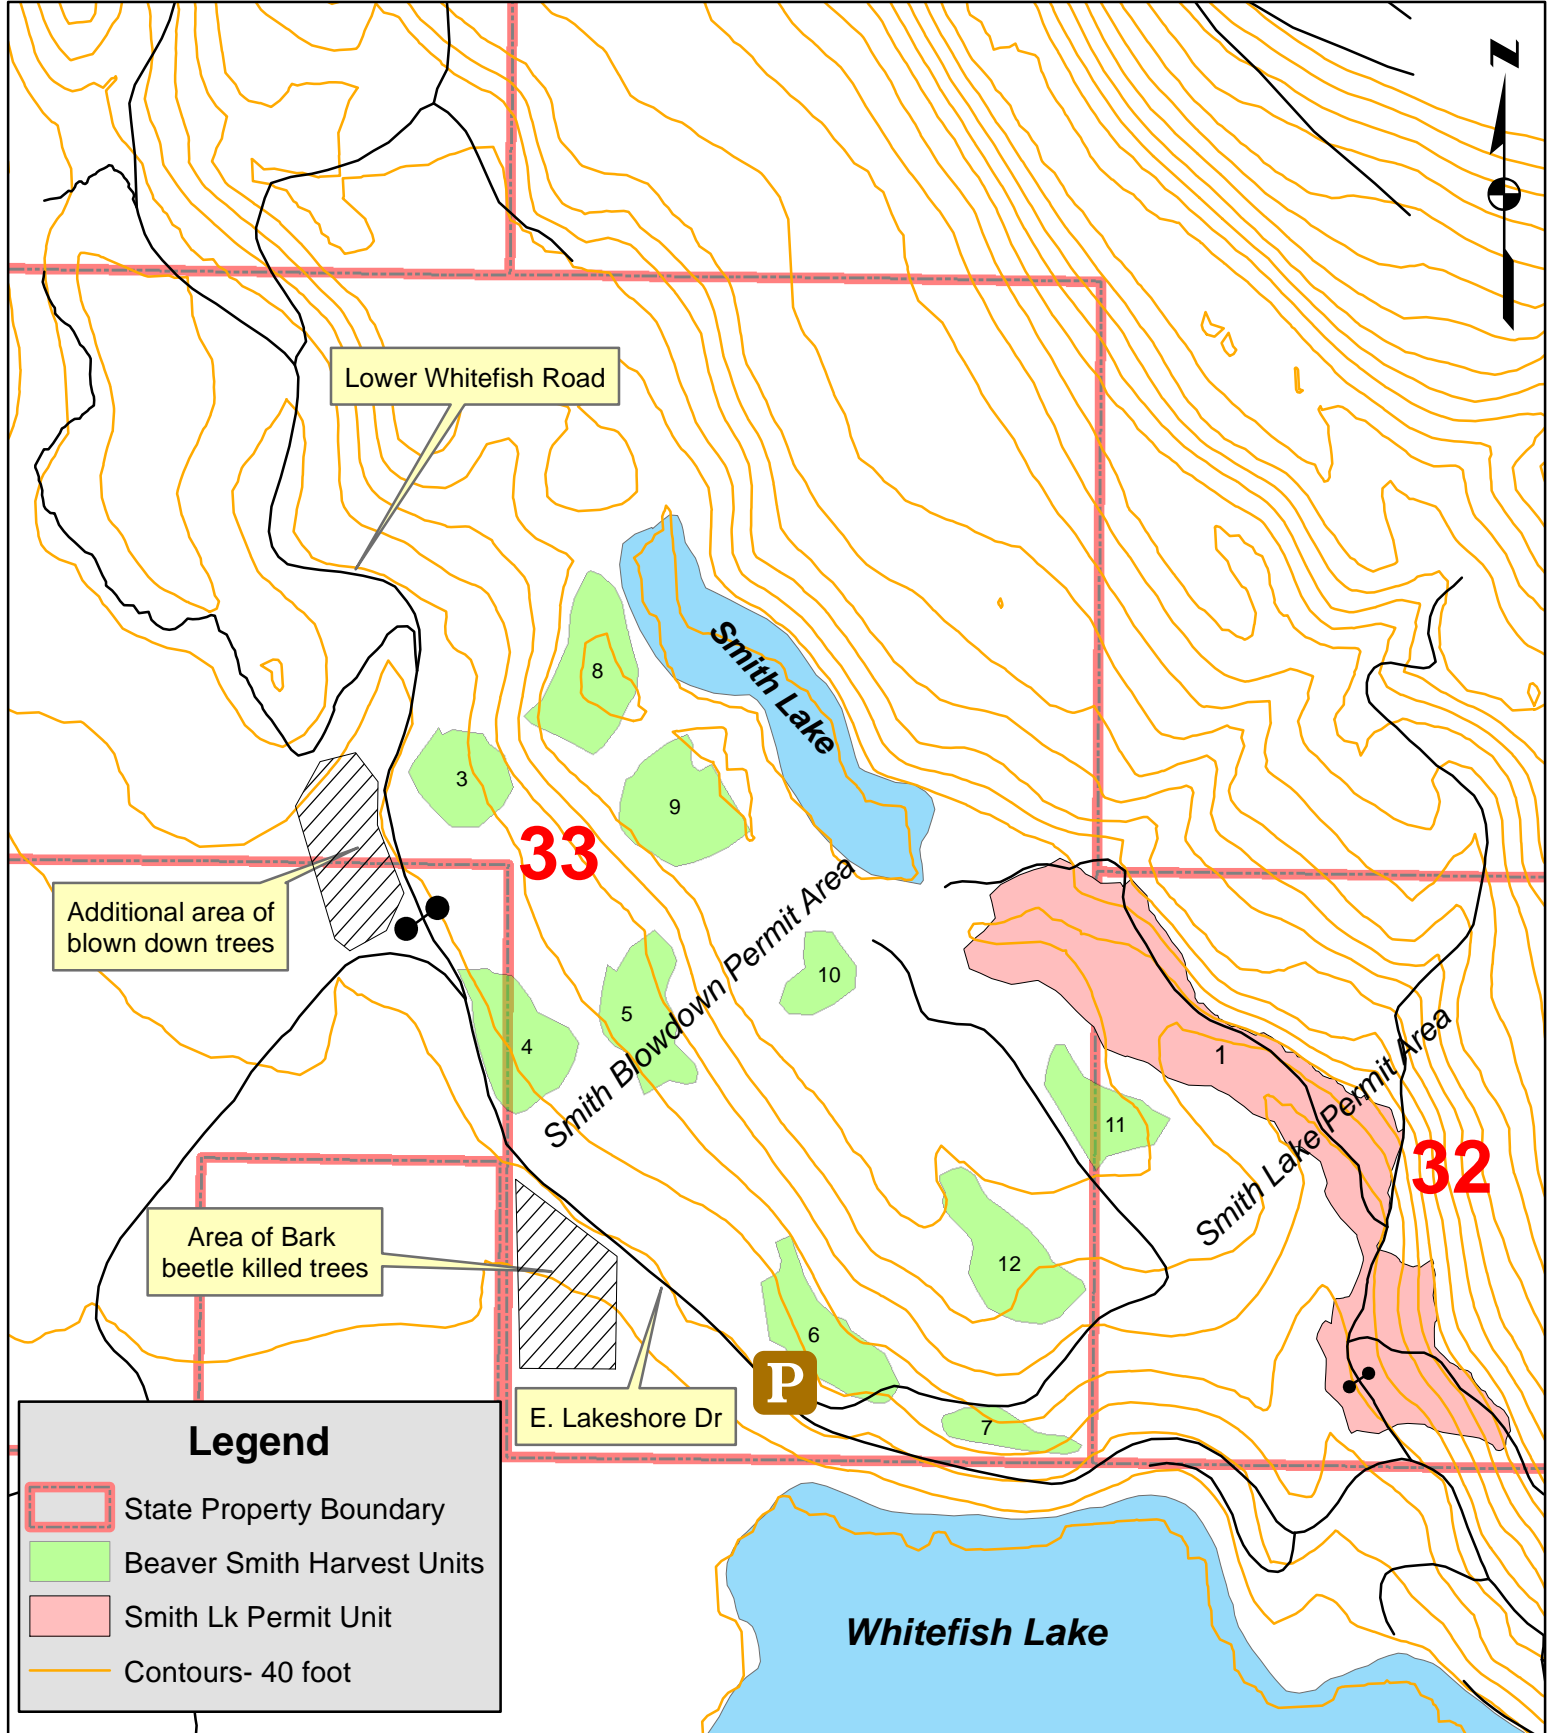 N
Lower Whitefish Road
Smith Lake
8
3
9
33
Additional area of
blown down trees
Smith Blowdown Permit Area
10
5
4
1
11
Smith Lake Permit Area
32
Area of Bark
beetle killed trees
12
6
P
E. Lakeshore Dr
7
Legend
State Property Boundary
Beaver Smith Harvest Units
Smith Lk Permit Unit
Contours- 40 foot
Whitefish Lake